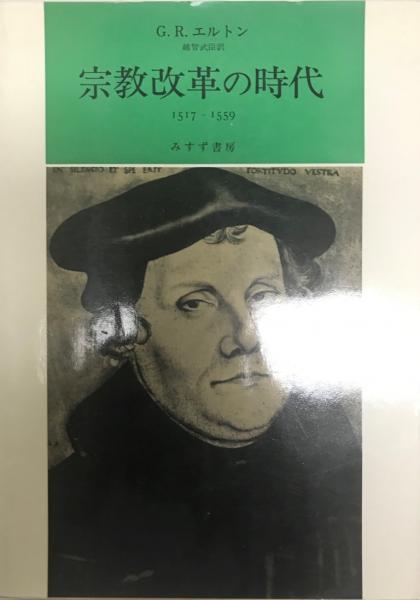 G.R.エルトン
越智武臣訳
宗教改革の時代
1517-1559
みすず書房
IN SILENCIO ET SPE ERIT FORTITVDO VESTRA